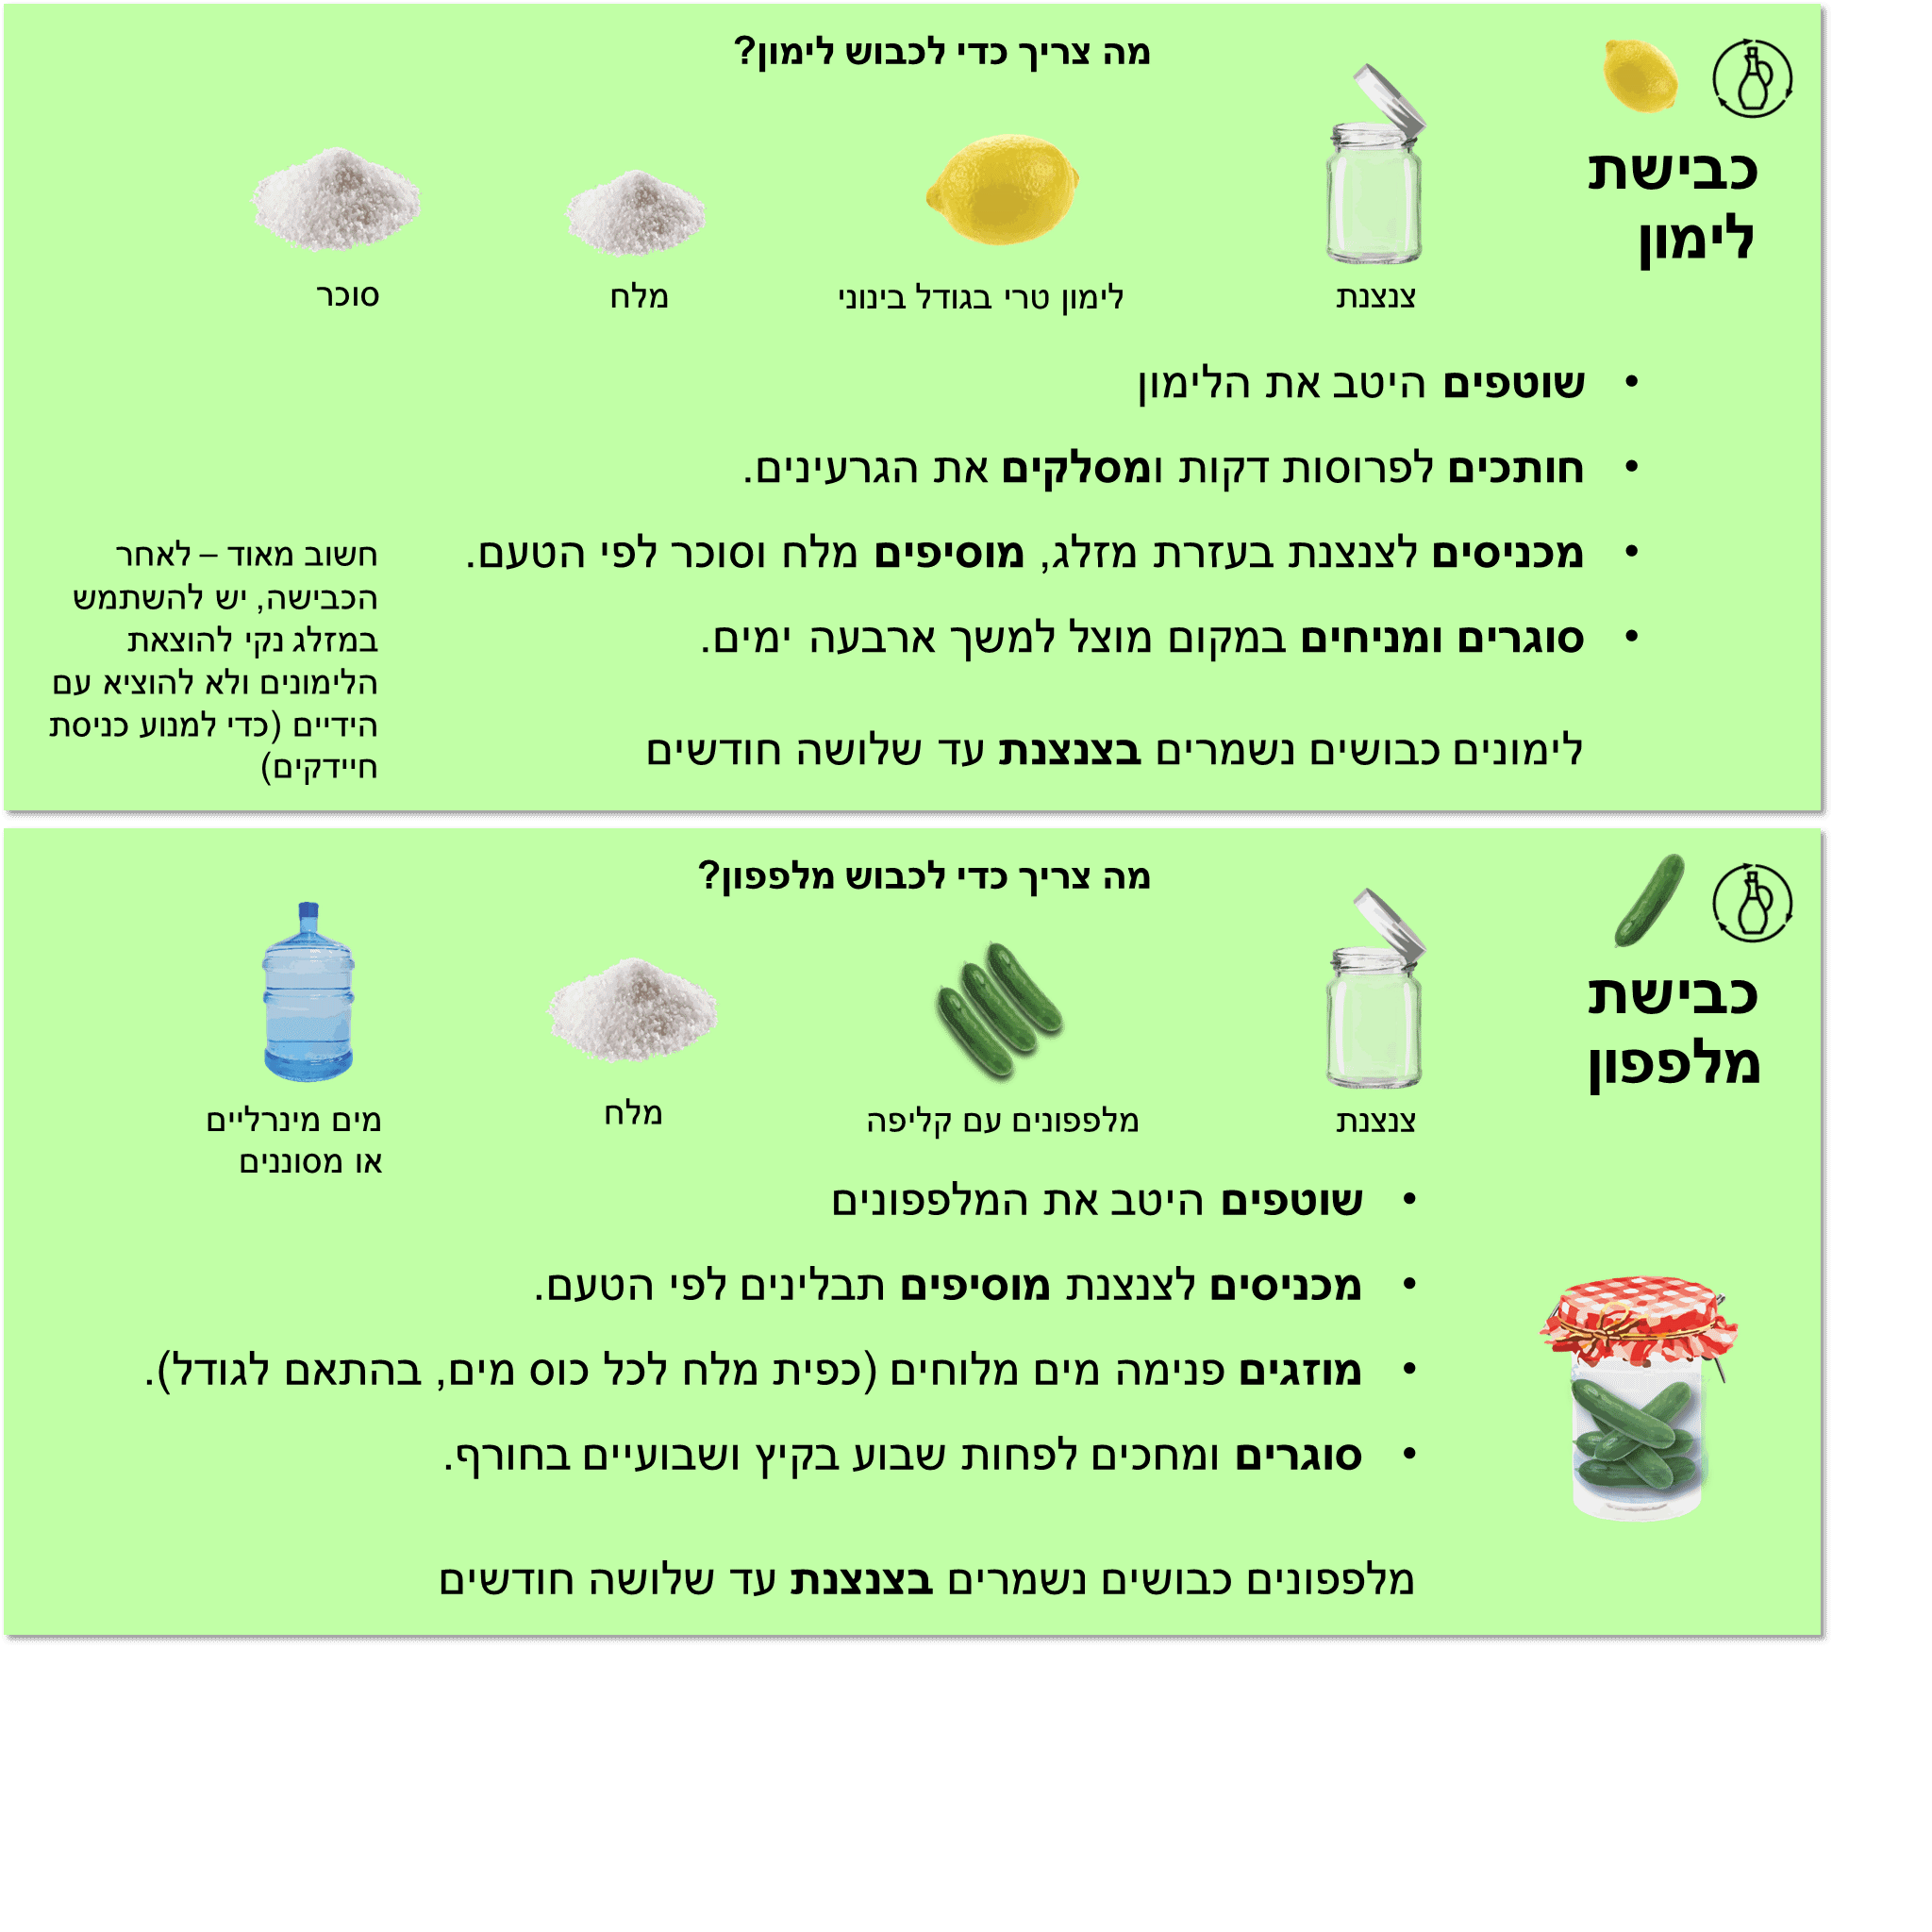 כבישת
לימון
מה צריך כדי לכבוש לימון?
צנצנת
לימון טרי בגודל בינוני
מלח
סוכר
• שוטפים היטב את הלימון
• חותכים לפרוסות דקות ומסלקים את הגרעינים.
• מכניסים לצנצנת בעזרת מזלג, מוסיפים מלח וסוכר לפי הטעם.
• סוגרים ומניחים במקום מוצל למשך ארבעה ימים.
לימונים כבושים נשמרים בצנצנת עד שלושה חודשים
חשוב מאוד – לאחר
הכבישה, יש להשתמש
במזלג נקי להוצאת
הלימונים ולא להוציא עם
הידיים (כדי למנוע כניסת
חיידקים)
כבישת
מלפפון
מה צריך כדי לכבוש מלפפון?
צנצנת
מלפפונים עם קליפה
מלח
מים מינרליים
או מסוננים
• שוטפים היטב את המלפפונים
• מכניסים לצנצנת מוסיפים תבלינים לפי הטעם.
• מוזגים פנימה מים מלוחים (כפית מלח לכל כוס מים, בהתאם לגודל).
• סוגרים ומחכים לפחות שבוע בקיץ ושבועיים בחורף.
מלפפונים כבושים נשמרים בצנצנת עד שלושה חודשים